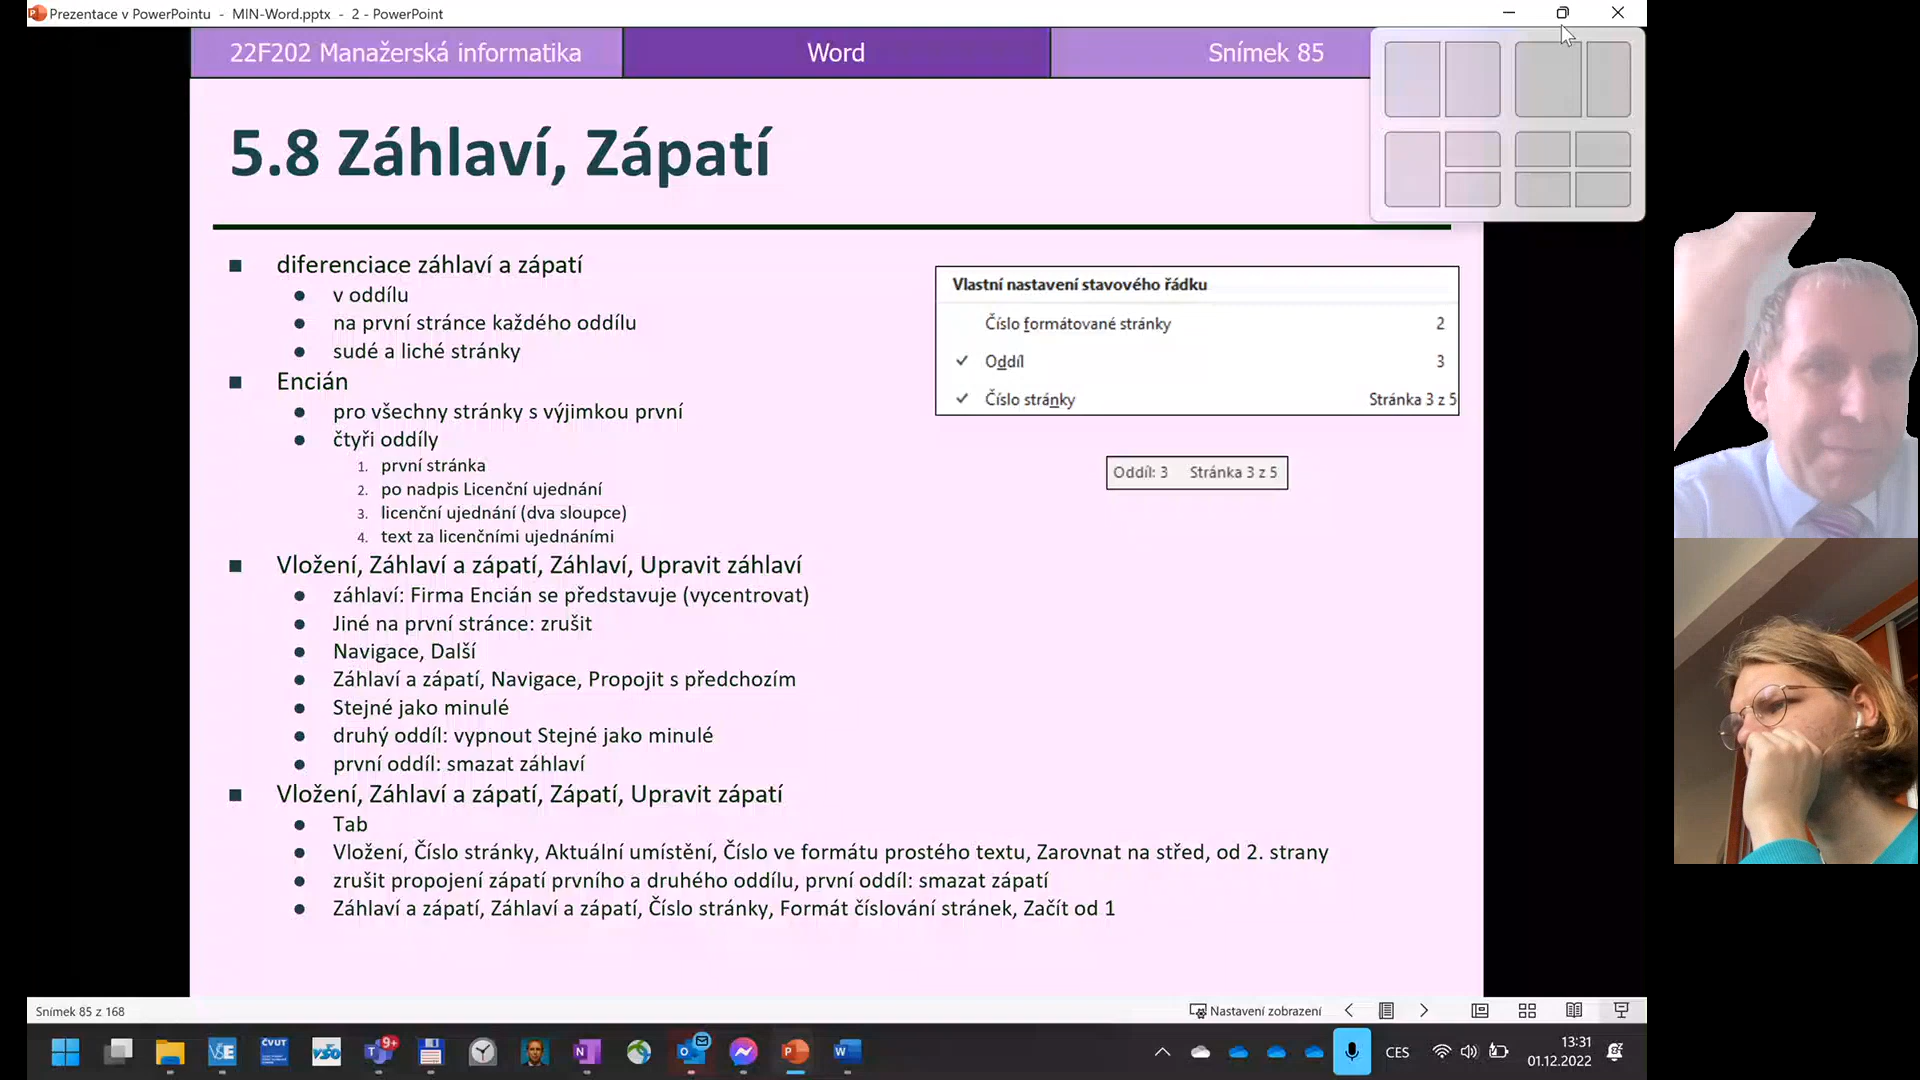 Prezentace v PowerPointu - MIN-Word.pptx - 2 - PowerPoint
22F202 Manažerská informatika
Word
Snímek 85
5.8 Záhlaví, Zápatí
diferenciace záhlaví a zápatí
v oddílu
na první stránce každého oddílu
sudé a liché stránky
Encián
pro všechny stránky s výjimkou první
čtyři oddíly
1. první stránka
2. po nadpis Licenční ujednání
3. licenční ujednání (dva sloupce)
4. text za licenčními ujednáními
Vložení, Záhlaví a zápatí, Záhlaví, Upravit záhlaví
záhlaví: Firma Encián se představuje (vycentrovat)
Jiné na první stránce: zrušit
Navigace, Další
Záhlaví a zápatí, Navigace, Propojit s předchozím
Stejné jako minulé
druhý oddíl: vypnout Stejné jako minulé
první oddíl: smazat záhlaví
Vložení, Záhlaví a zápatí, Zápatí, Upravit zápatí
Tab
Vložení, Číslo stránky, Aktuální umístění, Číslo ve formátu prostého textu, Zarovnat na střed, od 2. strany
zrušit propojení zápatí prvního a druhého oddílu, první oddíl: smazat zápatí
Záhlaví a zápatí, Záhlaví a zápatí, Číslo stránky, Formát číslování stránek, Začít od 1
Vlastní nastavení stavového řádku
Číslo formátované stránky 2
Oddíl 3
Číslo stránky Stránka 3 z 5
Oddíl: 3 Stránka 3 z 5
Snímek 85 z 168
Nastavení zobrazení
ČVUT
9+
CES
13:31
01.12.2022